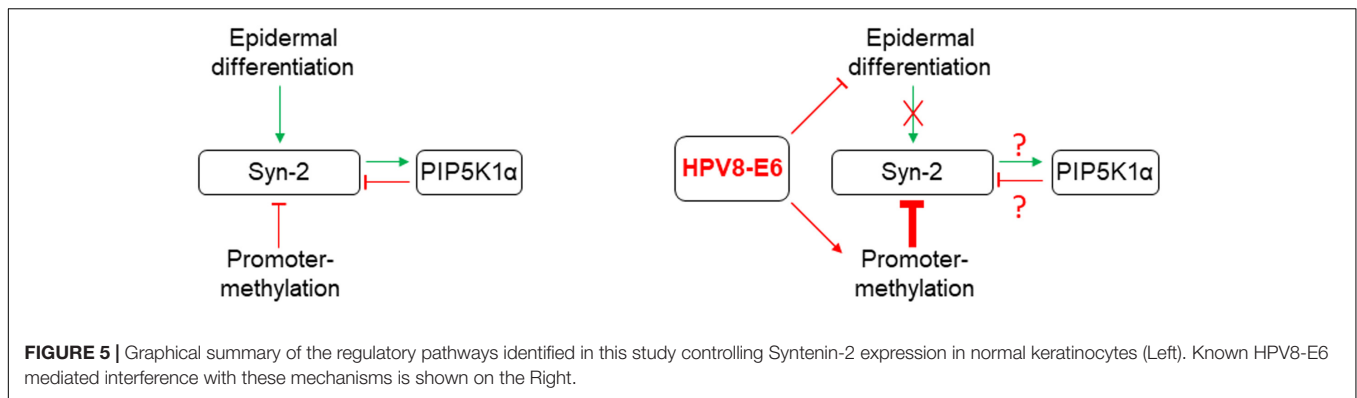 Epidermal
differentiation
Syn-2
PIP5K1α
Promoter-
methylation
Epidermal
differentiation
HPV8-E6
Syn-2
?
?
PIP5K1α
Promoter-
methylation
FIGURE 5 | Graphical summary of the regulatory pathways identified in this study controlling Syntenin-2 expression in normal keratinocytes (Left). Known HPV8-E6
mediated interference with these mechanisms is shown on the Right.